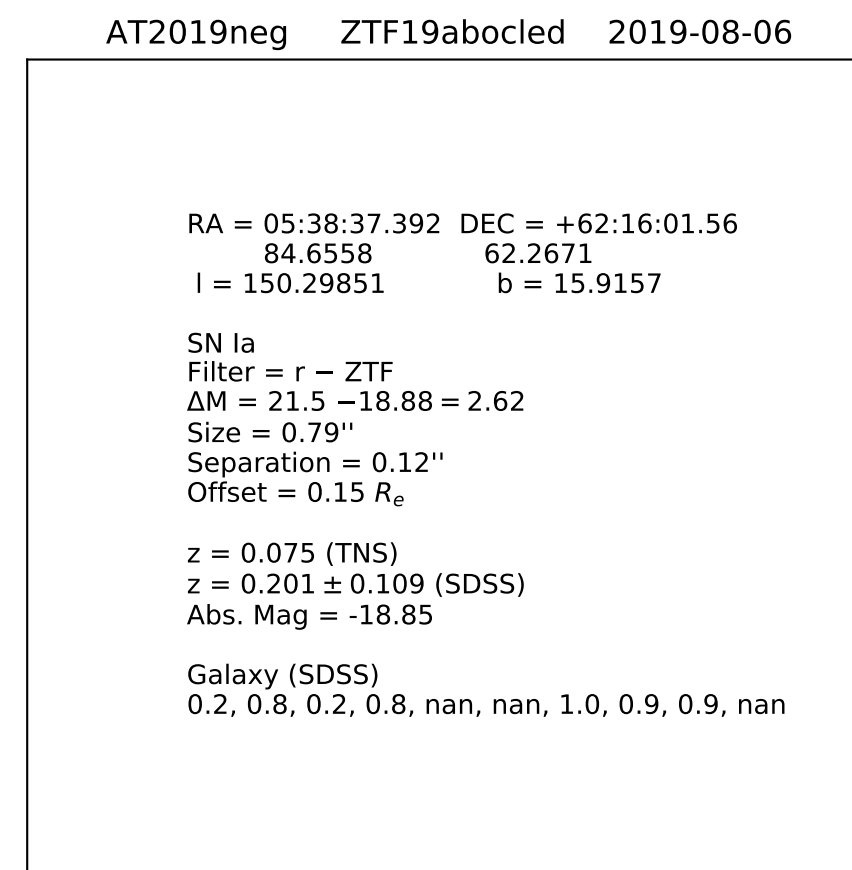 AT2019neg ZTF19abocled 2019-08-06
RA = 05:38:37.392 DEC = +62:16:01.56
84.6558 62.2671
l = 150.29851 b = 15.9157
SN Ia
Filter = r − ZTF
ΔM = 21.5 −18.88 = 2.62
Size = 0.79''
Separation = 0.12''
Offset = 0.15 Re
z = 0.075 (TNS)
z = 0.201 ± 0.109 (SDSS)
Abs. Mag = -18.85
Galaxy (SDSS)
0.2, 0.8, 0.2, 0.8, nan, nan, 1.0, 0.9, 0.9, nan